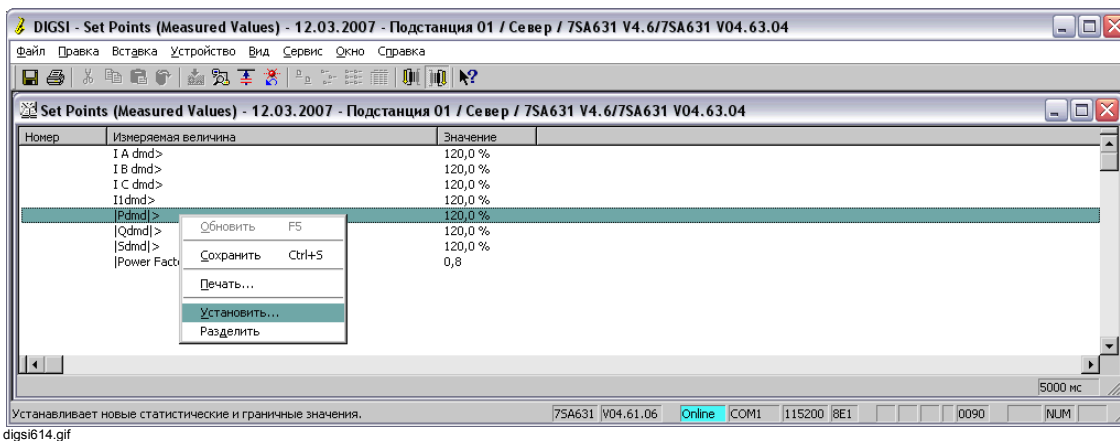 DIGSI - Set Points (Measured Values) - 12.03.2007 - Подстанция 01 / Север / 7SA631 V4.6/7SA631 V04.63.04
Файл Правка Вставка Устройство Вид Сервис Окно Справка
Set Points (Measured Values) - 12.03.2007 - Подстанция 01 / Север / 7SA631 V4.6/7SA631 V04.63.04
Номер Измеряемая величина Значение
I A dmd> 120,0 %
I B dmd> 120,0 %
I C dmd> 120,0 %
I1dmd> 120,0 %
|Pdmd|> 120,0 %
|Qdmd|> 120,0 %
|Sdmd|> 120,0 %
|Power Facto 0,8
Обновить F5
Сохранить Ctrl+S
Печать...
Установить...
Разделить
5000 мс
Устанавливает новые статистические и граничные значения. 7SA631 V04.61.06 Online COM1 115200 8E1 0090 NUM
digsi614.gif